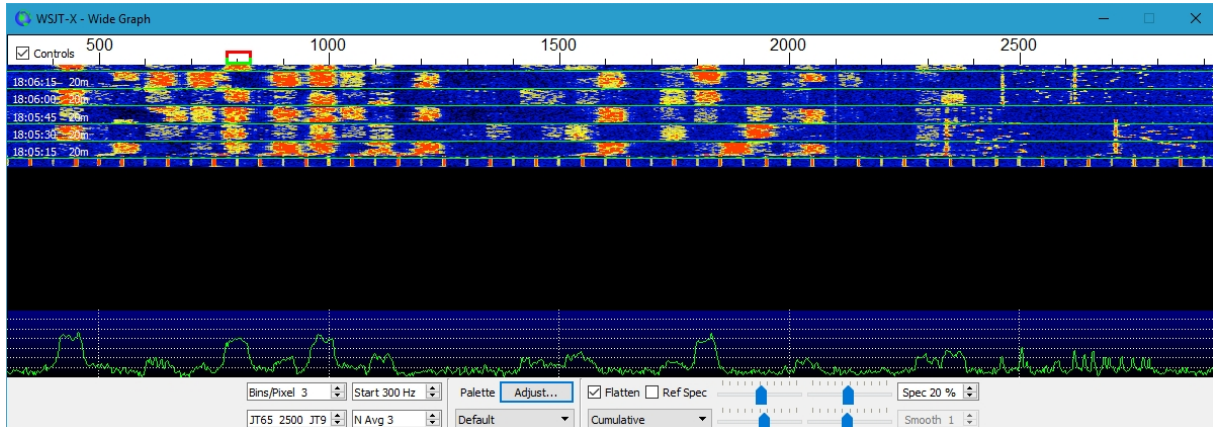 WSJT-X - Wide Graph
Controls 500 1000 1500 2000 2500
18:06:15 20m
18:06:00 20m
18:05:45 20m
18:05:30 20m
18:05:15 20m
Bins/Pixel 3 Start 300 Hz Palette Adjust... Flatten Ref Spec Spec 20 %
JT65 2500 JT9 N Avg 3 Default Cumulative Smooth 1